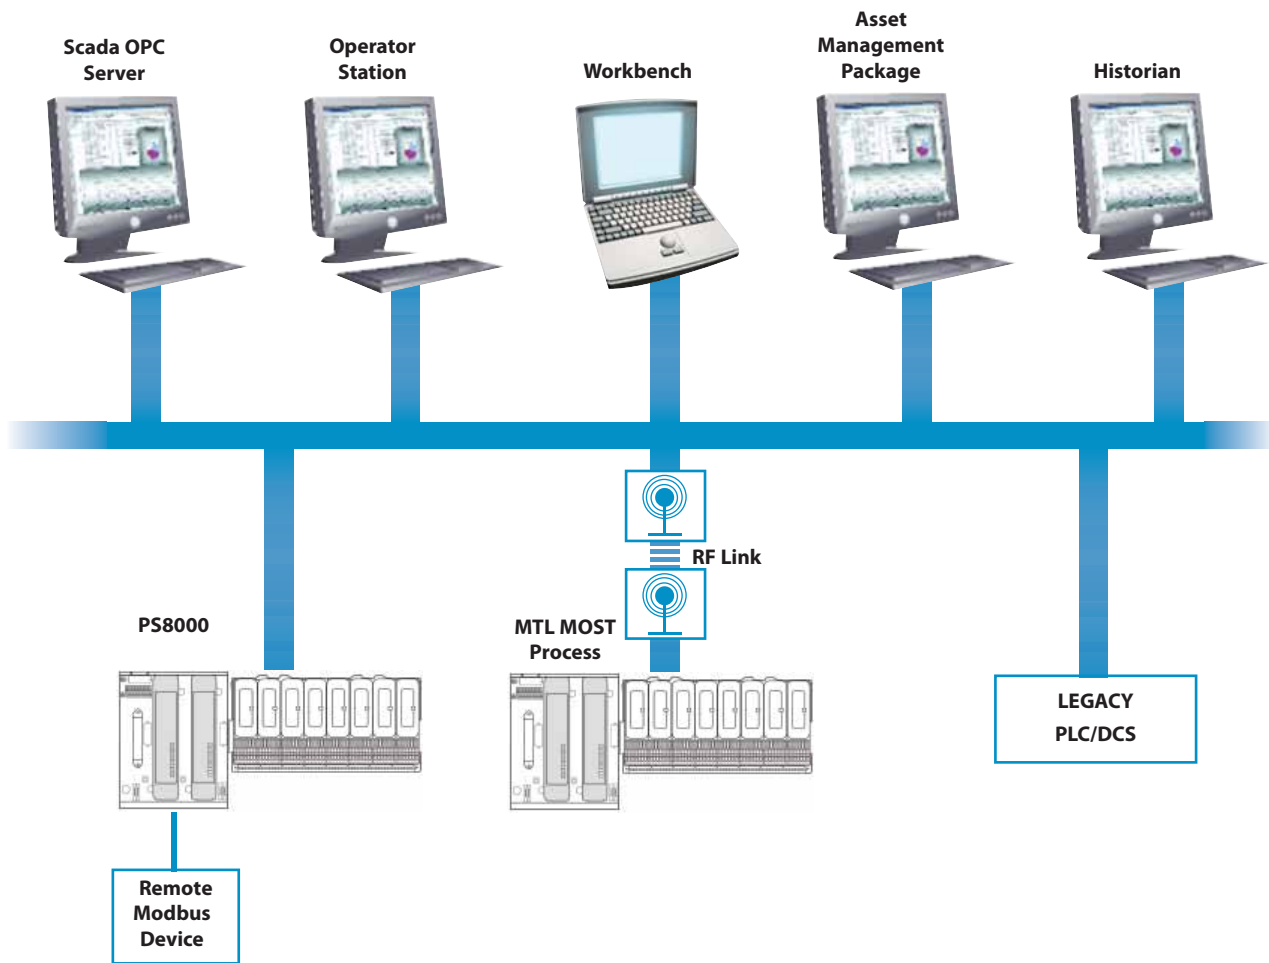 Scada OPC
Server
Operator
Station
Workbench
Asset
Management
Package
Historian
RF Link
PS8000
MTL MOST
Process
LEGACY
PLC/DCS
Remote
Modbus
Device